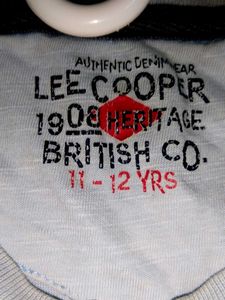 AUTHENTIC DENIMWEAR
LEE COOPER
1908 HERITAGE
BRITISH CO.
11 - 12 YRS